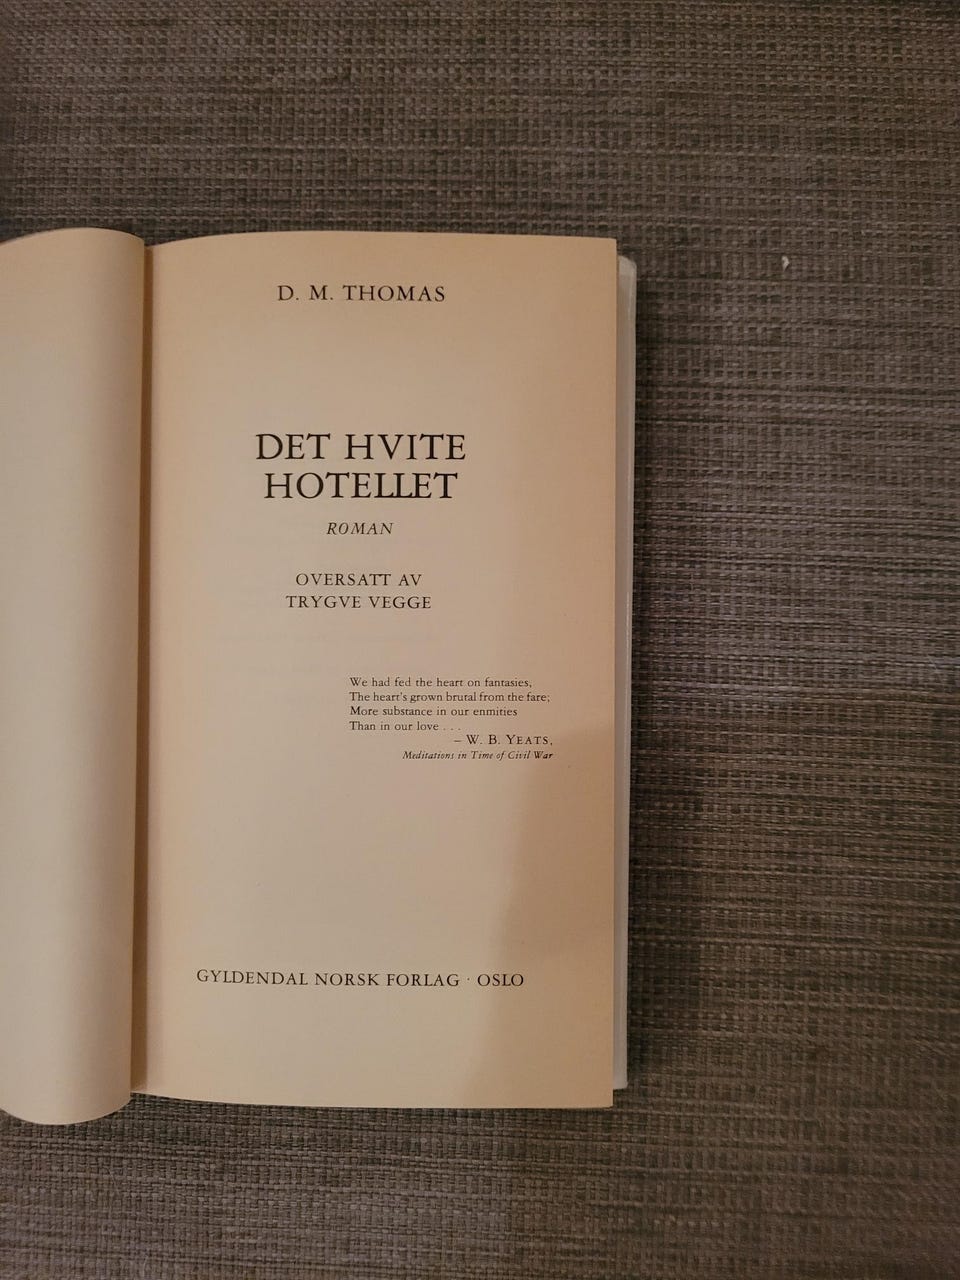 D. M. THOMAS
DET HVITE
HOTELLET
ROMAN
OVERSATT AV
TRYGVE VEGGE
We had fed the heart on fantasies,
The heart's grown brutal from the fare;
More substance in our enmities
Than in our love . . .
– W. B. YEATS,
Meditations in Time of Civil War
GYLDENDAL NORSK FORLAG · OSLO